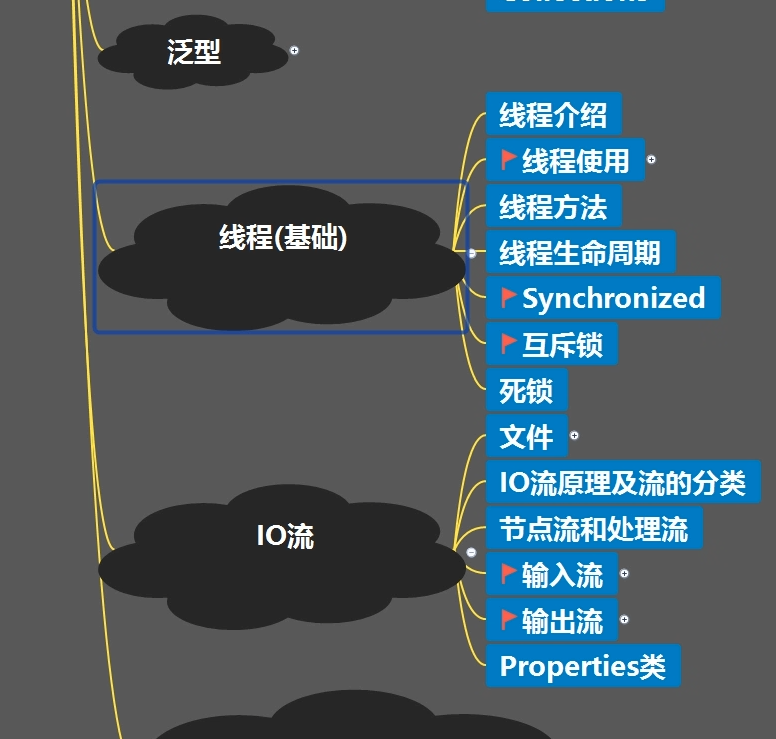 泛型
线程(基础)
线程介绍
线程使用
线程方法
线程生命周期
Synchronized
互斥锁
死锁
IO流
文件
IO流原理及流的分类
节点流和处理流
输入流
输出流
Properties类